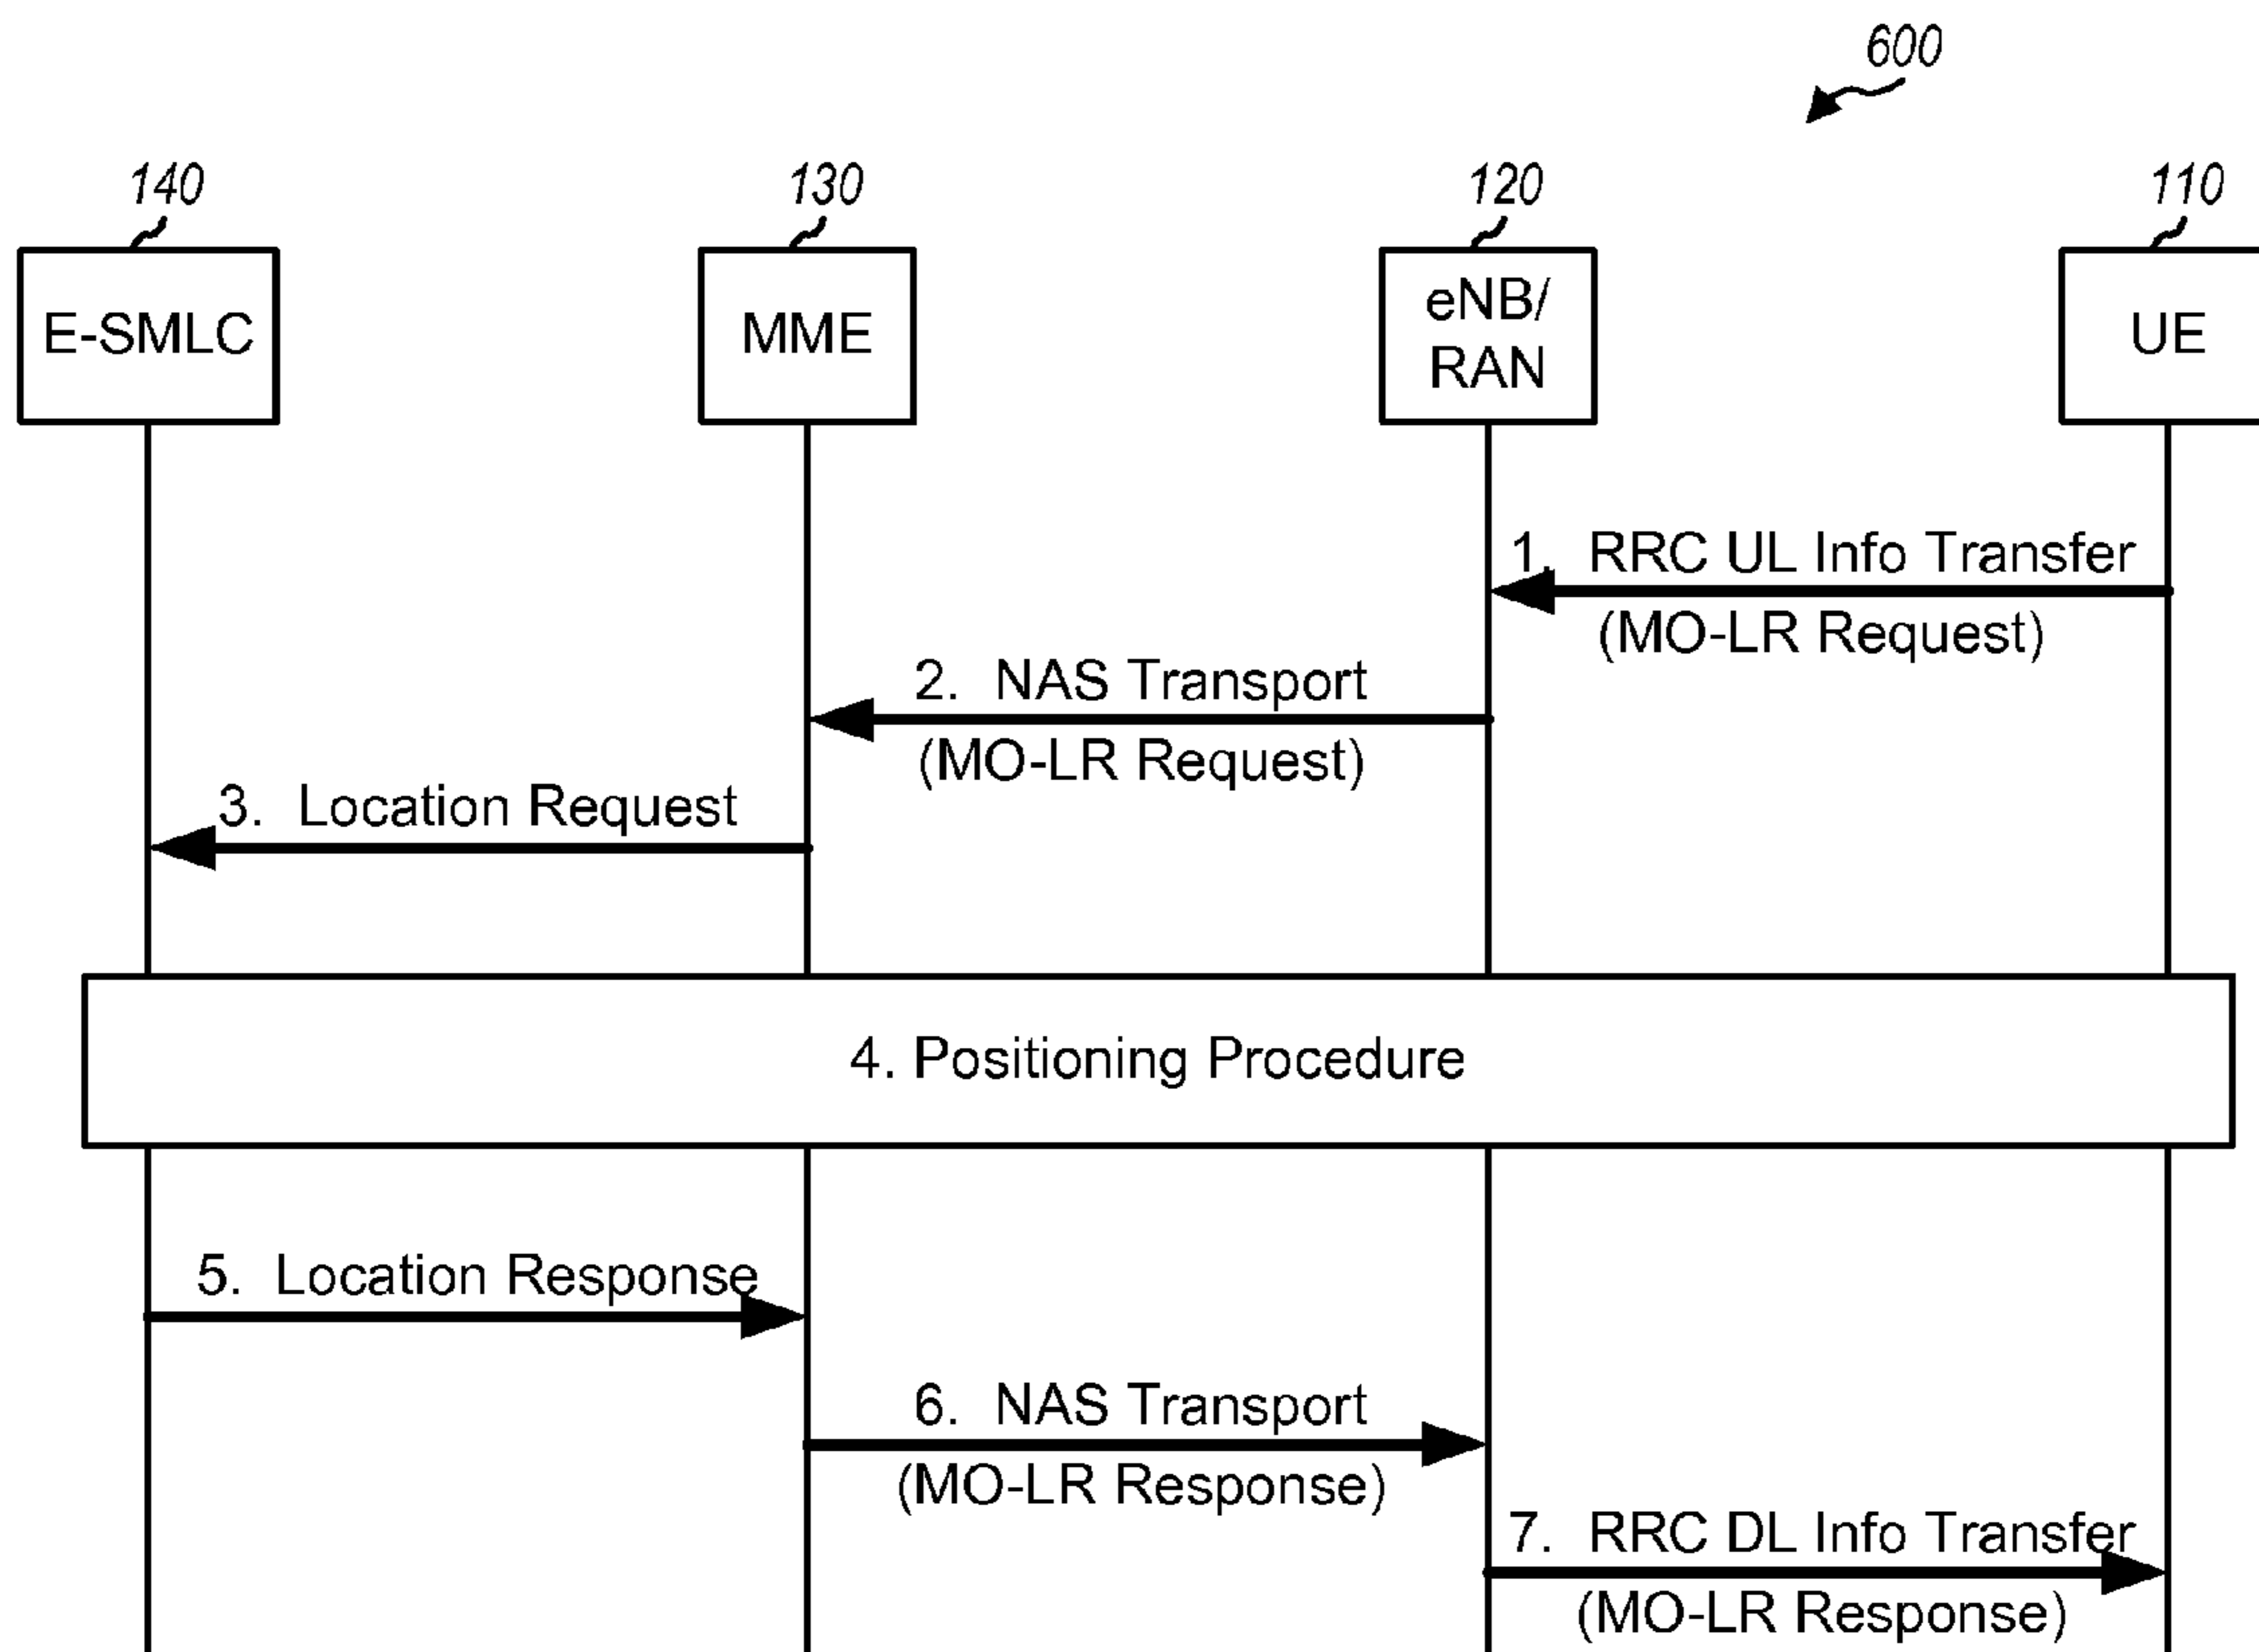 600
140
130
120
110
E-SMLC
MME
eNB/
RAN
UE
1. RRC UL Info Transfer
(MO-LR Request)
2. NAS Transport
(MO-LR Request)
3. Location Request
4. Positioning Procedure
5. Location Response
6. NAS Transport
(MO-LR Response)
7. RRC DL Info Transfer
(MO-LR Response)